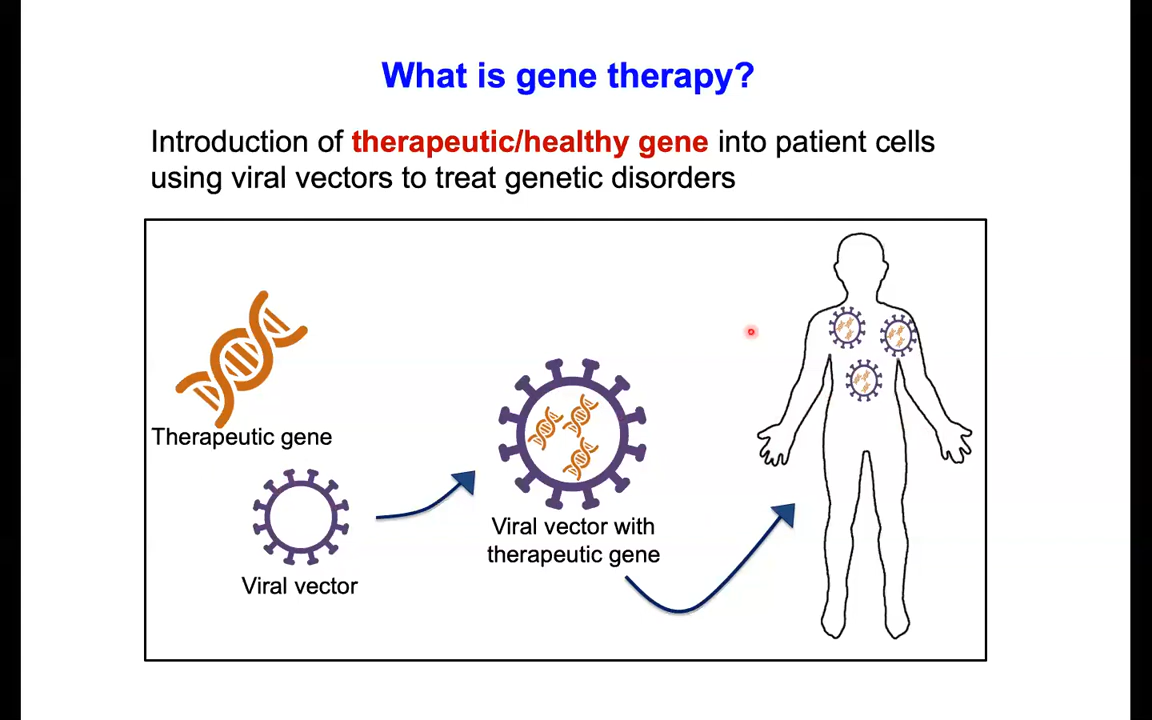 What is gene therapy?
Introduction of therapeutic/healthy gene into patient cells
using viral vectors to treat genetic disorders
Therapeutic gene
Viral vector
Viral vector with
therapeutic gene